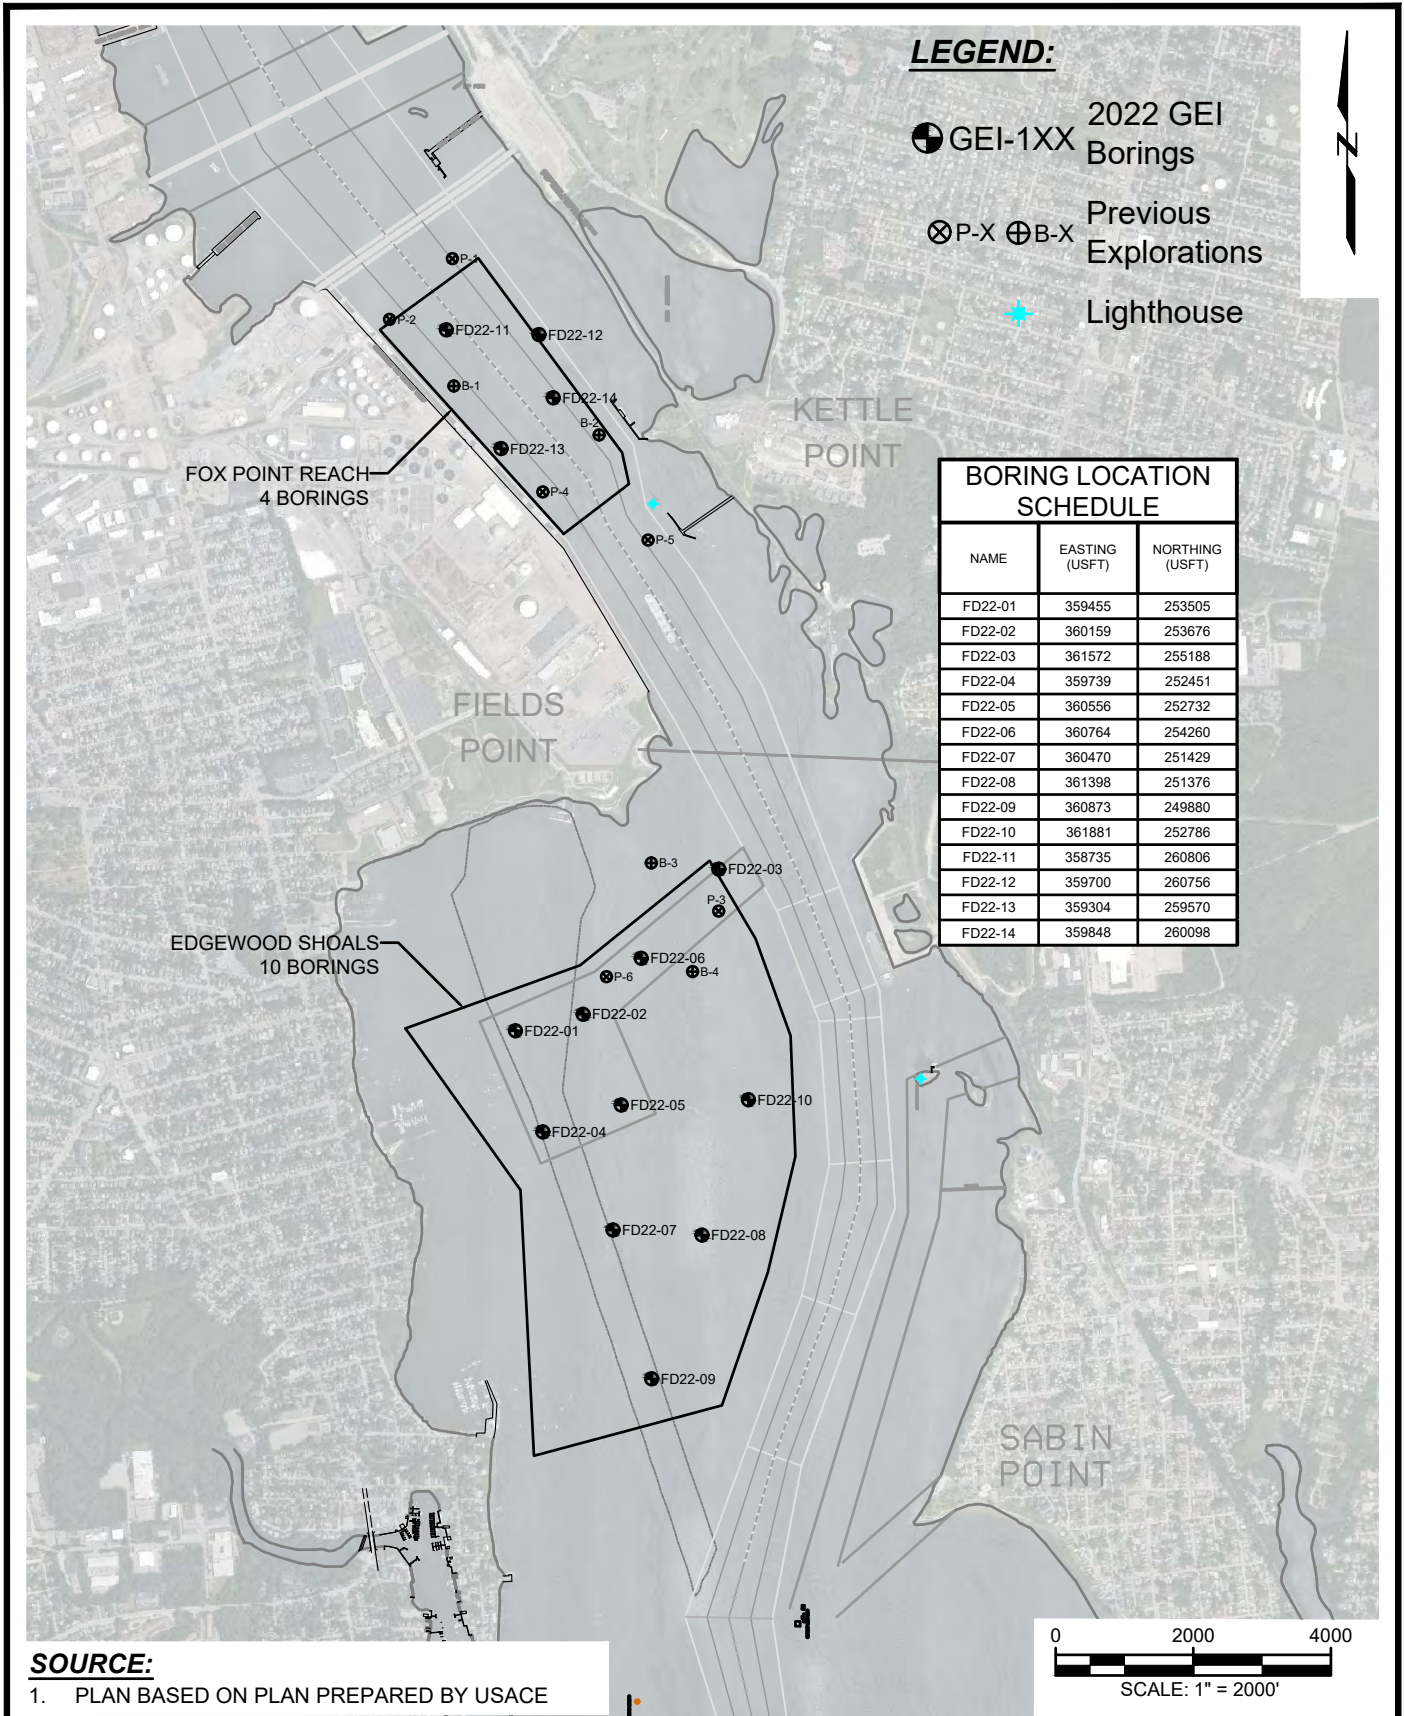 LEGEND:
GEI-1XX
2022 GEI
Borings
P-X
B-X
Previous
Explorations
Lighthouse
N
P-1
P-2
FD22-11
FD22-12
B-1
FD22-14
B-2
FD22-13
P-4
P-5
FOX POINT REACH
4 BORINGS
KETTLE
POINT
FIELDS
POINT
BORING LOCATION
SCHEDULE
NAME EASTING (USFT) NORTHING (USFT)
FD22-01 359455 253505
FD22-02 360159 253676
FD22-03 361572 255188
FD22-04 359739 252451
FD22-05 360556 252732
FD22-06 360764 254260
FD22-07 360470 251429
FD22-08 361398 251376
FD22-09 360873 249880
FD22-10 361881 252786
FD22-11 358735 260806
FD22-12 359700 260756
FD22-13 359304 259570
FD22-14 359848 260098
B-3
FD22-03
P-3
EDGEWOOD SHOALS
10 BORINGS
FD22-06
P-6
B-4
FD22-02
FD22-01
FD22-05
FD22-10
FD22-04
FD22-07
FD22-08
FD22-09
SABIN
POINT
0 2000 4000
SCALE: 1" = 2000'
SOURCE:
1. PLAN BASED ON PLAN PREPARED BY USACE